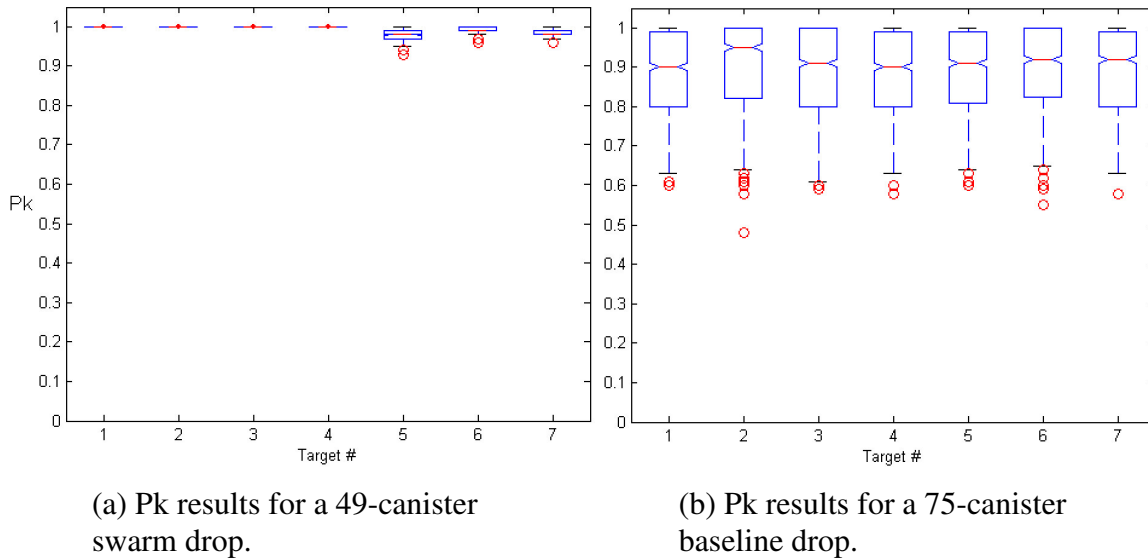 1
0.9
0.8
0.7
0.6
0.5
0.4
0.3
0.2
0.1
0
Pk
1 2 3 4 5 6 7
Target #
1
0.9
0.8
0.7
0.6
0.5
0.4
0.3
0.2
0.1
0
1 2 3 4 5 6 7
Target #
(a) Pk results for a 49-canister
swarm drop.
(b) Pk results for a 75-canister
baseline drop.